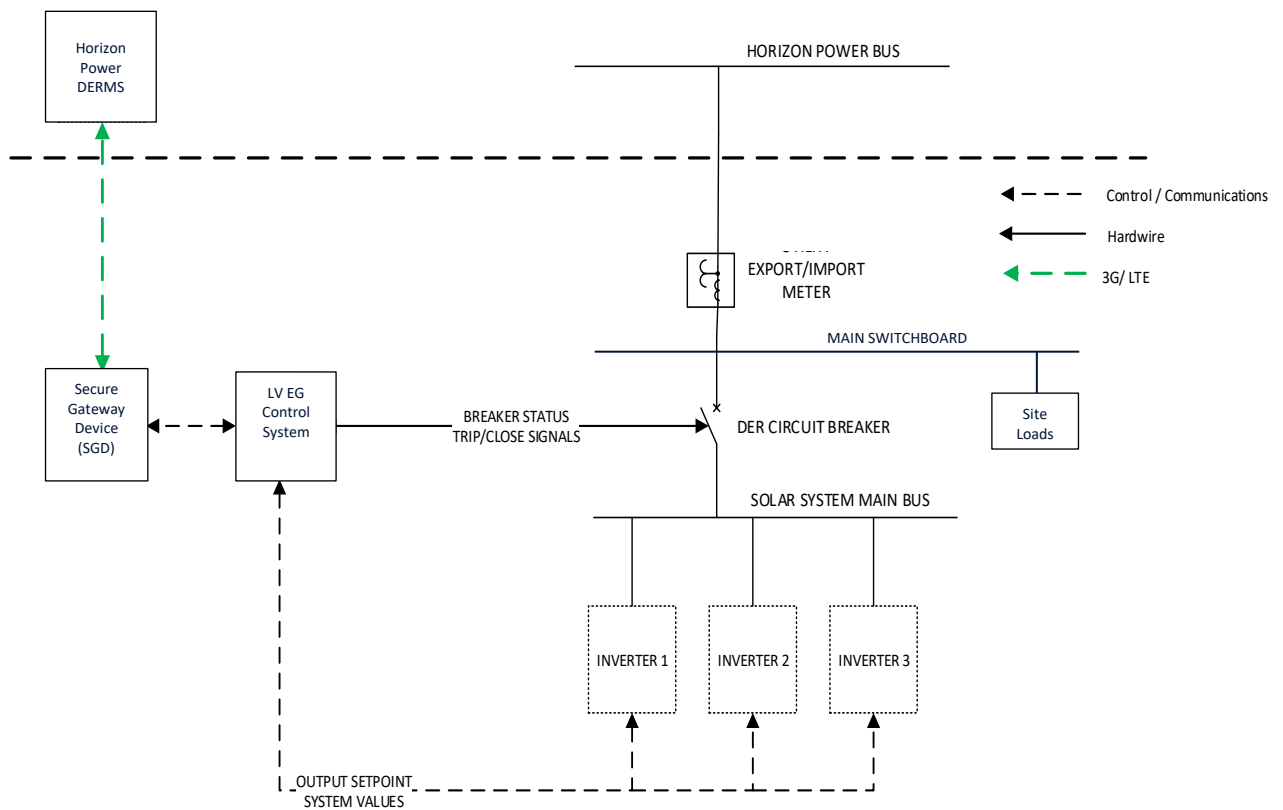 Horizon
Power
DERMS
HORIZON POWER BUS
Control / Communications
Hardwire
3G/ LTE
EXPORT/IMPORT
METER
MAIN SWITCHBOARD
Secure
Gateway
Device
(SGD)
LV EG
Control
System
BREAKER STATUS
TRIP/CLOSE SIGNALS
DER CIRCUIT BREAKER
Site
Loads
SOLAR SYSTEM MAIN BUS
INVERTER 1
INVERTER 2
INVERTER 3
OUTPUT SETPOINT
SYSTEM VALUES